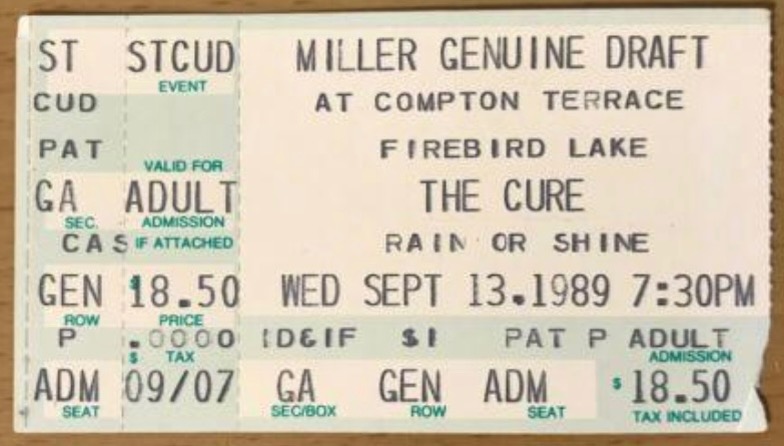 ST STCUD MILLER GENUINE DRAFT
EVENT
CUD AT COMPTON TERRACE
PAT FIREBIRD LAKE
VALID FOR
GA ADULT THE CURE
SEC. ADMISSION
CAS IF ATTACHED RAIN OR SHINE
GEN $18.50 WED SEPT 13.1989 7:30PM
ROW PRICE
P .0000 ID&IF $1 PAT P ADULT
$ TAX ADMISSION
ADM 09/07 GA GEN ADM $18.50
SEAT SEC/BOX ROW SEAT TAX INCLUDED